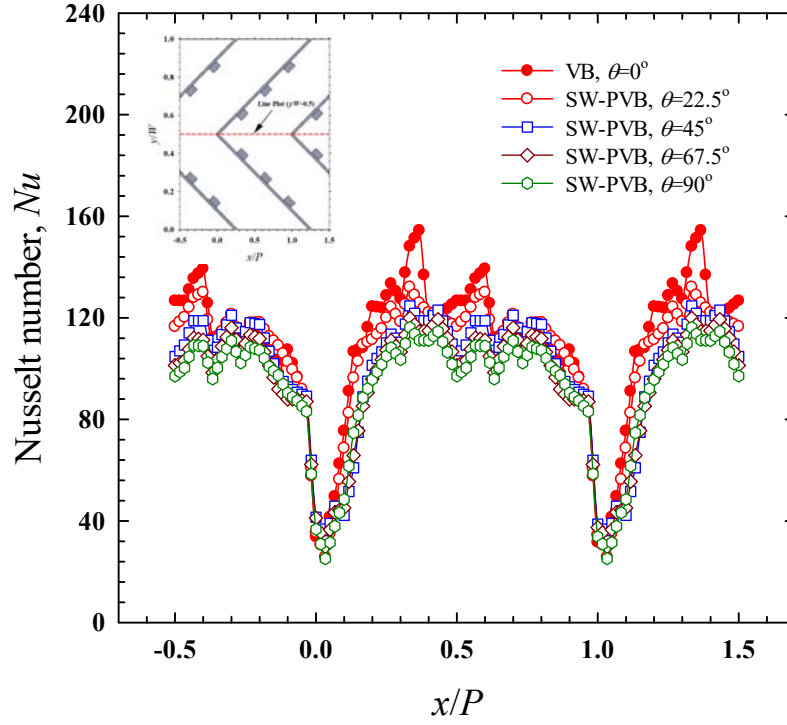 240
200
160
120
80
40
0
Nusselt number, Nu
-0.5
0.0
0.5
1.0
1.5
x/P
VB, θ=0°
SW-PVB, θ=22.5°
SW-PVB, θ=45°
SW-PVB, θ=67.5°
SW-PVB, θ=90°
1.0
0.8
0.6
0.4
0.2
0.0
y/W
Line Plot (y/W=0.5)
-0.5
0.0
0.5
1.0
1.5
x/P